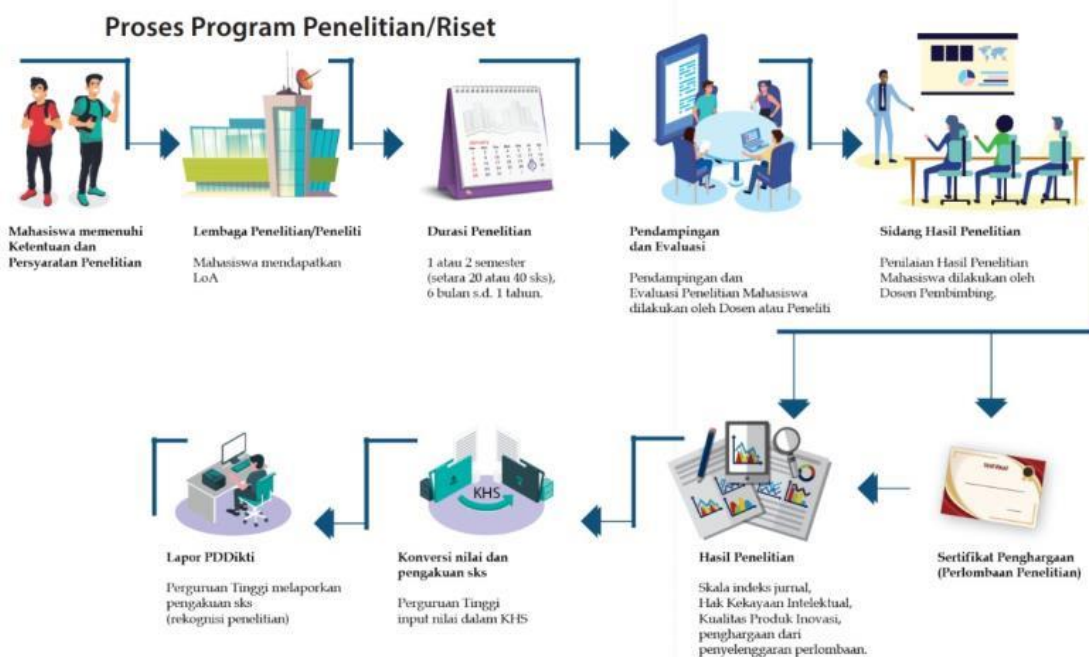 Proses Program Penelitian/Riset
Mahasiswa memenuhi
Ketentuan dan
Persyaratan Penelitian
Lembaga Penelitian/Peneliti
Mahasiswa mendapatkan
LoA
Durasi Penelitian
1 atau 2 semester
(setara 20 atau 40 sks),
6 bulan s.d. 1 tahun.
Pendampingan
dan Evaluasi
Pendampingan dan
Evaluasi Penelitian Mahasiswa
dilakukan oleh Dosen atau Peneliti
Sidang Hasil Penelitian
Penilaian Hasil Penelitian
Mahasiswa dilakukan oleh
Dosen Pembimbing.
Lapor PDDikti
Perguruan Tinggi melaporkan
pengakuan sks
(rekognisi penelitian)
KHS
Konversi nilai dan
pengakuan sks
Perguruan Tinggi
input nilai dalam KHS
Hasil Penelitian
Skala indeks jurnal,
Hak Kekayaan Intelektual,
Kualitas Produk Inovasi,
penghargaan dari
penyelenggaran perlombaan.
Sertifikat Penghargaan
(Perlombaan Penelitian)